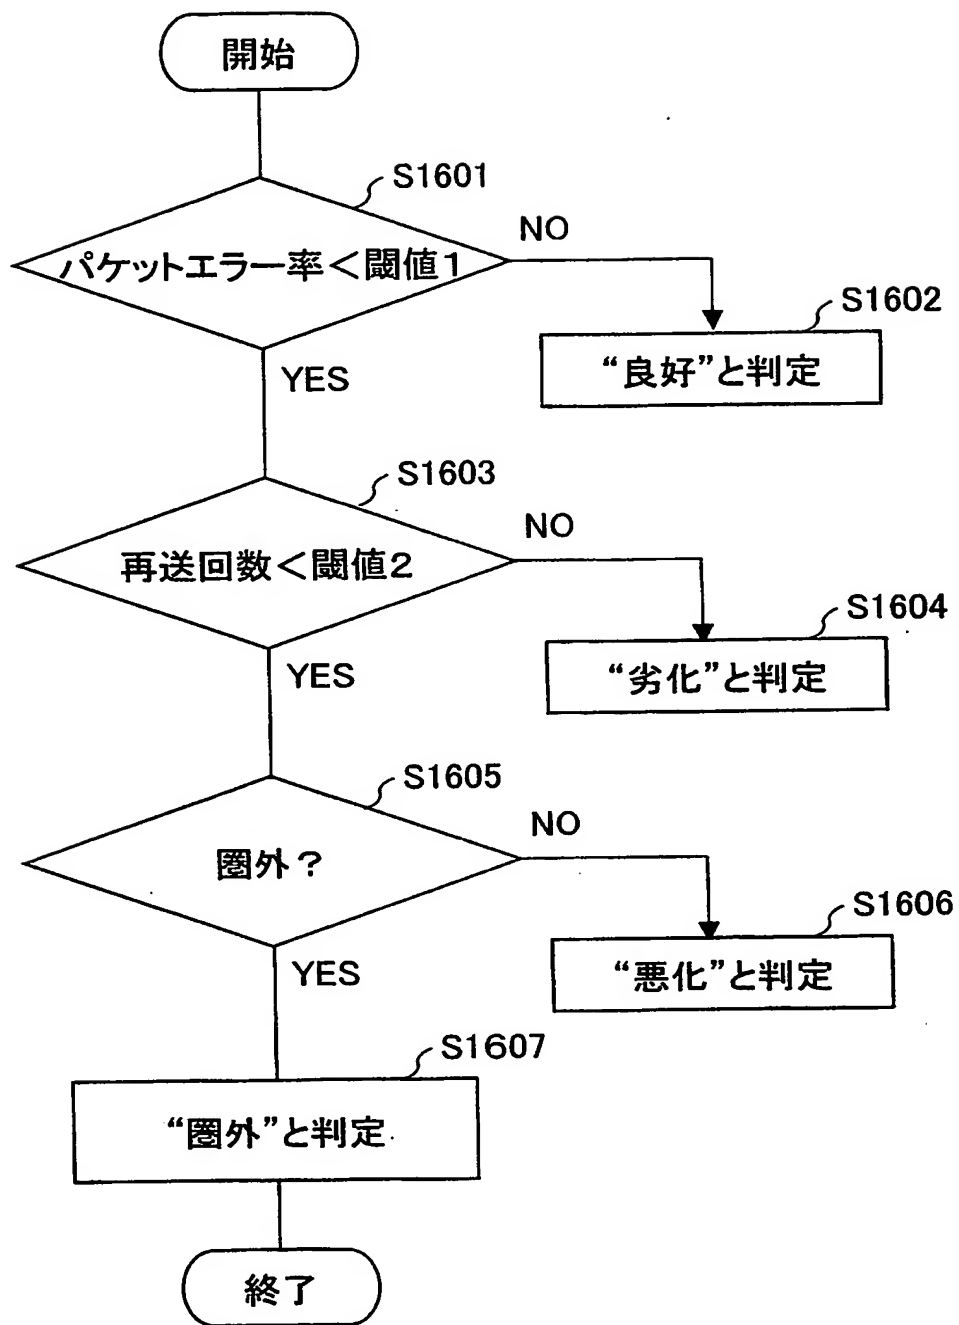 開始
S1601
パケットエラー率＜閾値1
NO
S1602
“良好”と判定
YES
S1603
再送回数＜閾値2
NO
S1604
“劣化”と判定
YES
S1605
圏外?
NO
S1606
“悪化”と判定
YES
S1607
“圏外”と判定
終了